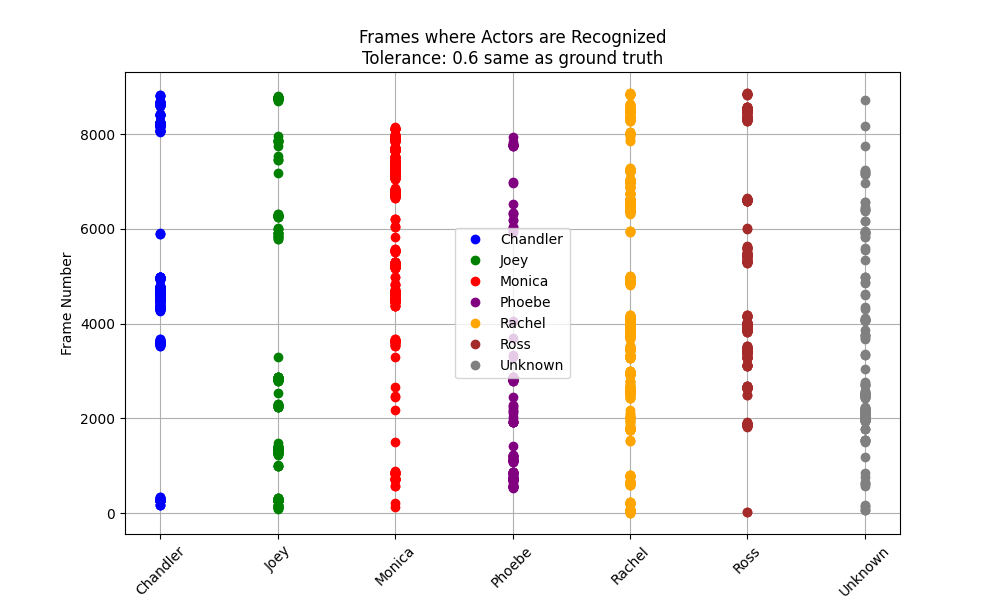 Frames where Actors are Recognized
Tolerance: 0.6 same as ground truth
Frame Number
8000
6000
4000
2000
0
Chandler
Joey
Monica
Phoebe
Rachel
Ross
Unknown
Chandler
Joey
Monica
Phoebe
Rachel
Ross
Unknown